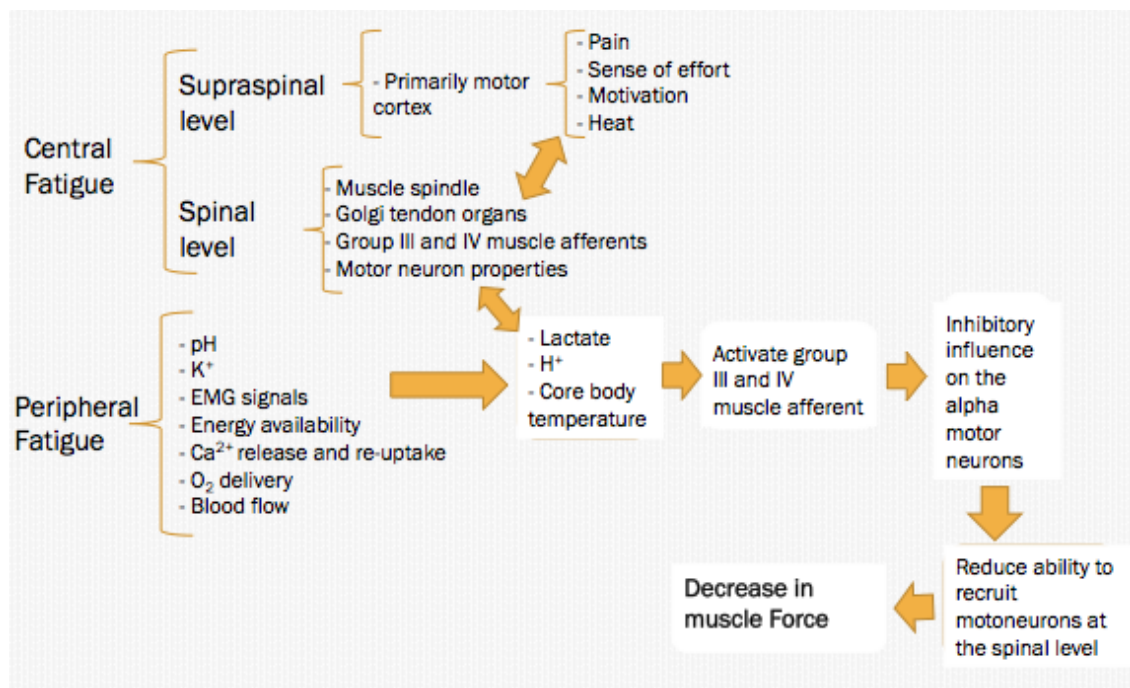 Central
Fatigue
Supraspinal
level
- Primarily motor
cortex
- Pain
- Sense of effort
- Motivation
- Heat
Spinal
level
- Muscle spindle
- Golgi tendon organs
- Group III and IV muscle afferents
- Motor neuron properties
Peripheral
Fatigue
- pH
- K⁺
- EMG signals
- Energy availability
- Ca²⁺ release and re-uptake
- O₂ delivery
- Blood flow
- Lactate
- H⁺
- Core body
temperature
Activate group
III and IV
muscle afferent
Inhibitory
influence
on the
alpha
motor
neurons
Reduce ability to
recruit
motoneurons at
the spinal level
Decrease in
muscle Force